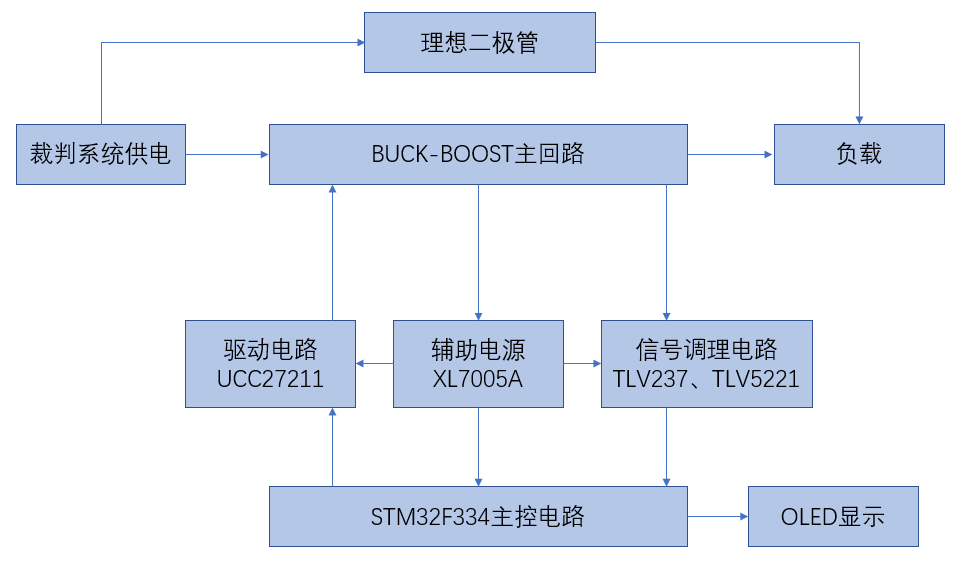 理想二极管
裁判系统供电
BUCK-BOOST主回路
负载
驱动电路
UCC27211
辅助电源
XL7005A
信号调理电路
TLV237、TLV5221
STM32F334主控电路
OLED显示